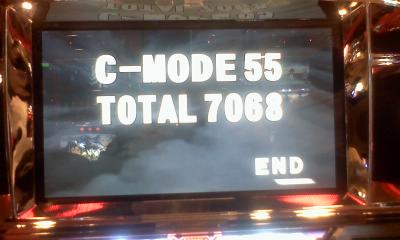 C-MODE 55
TOTAL 7068
END